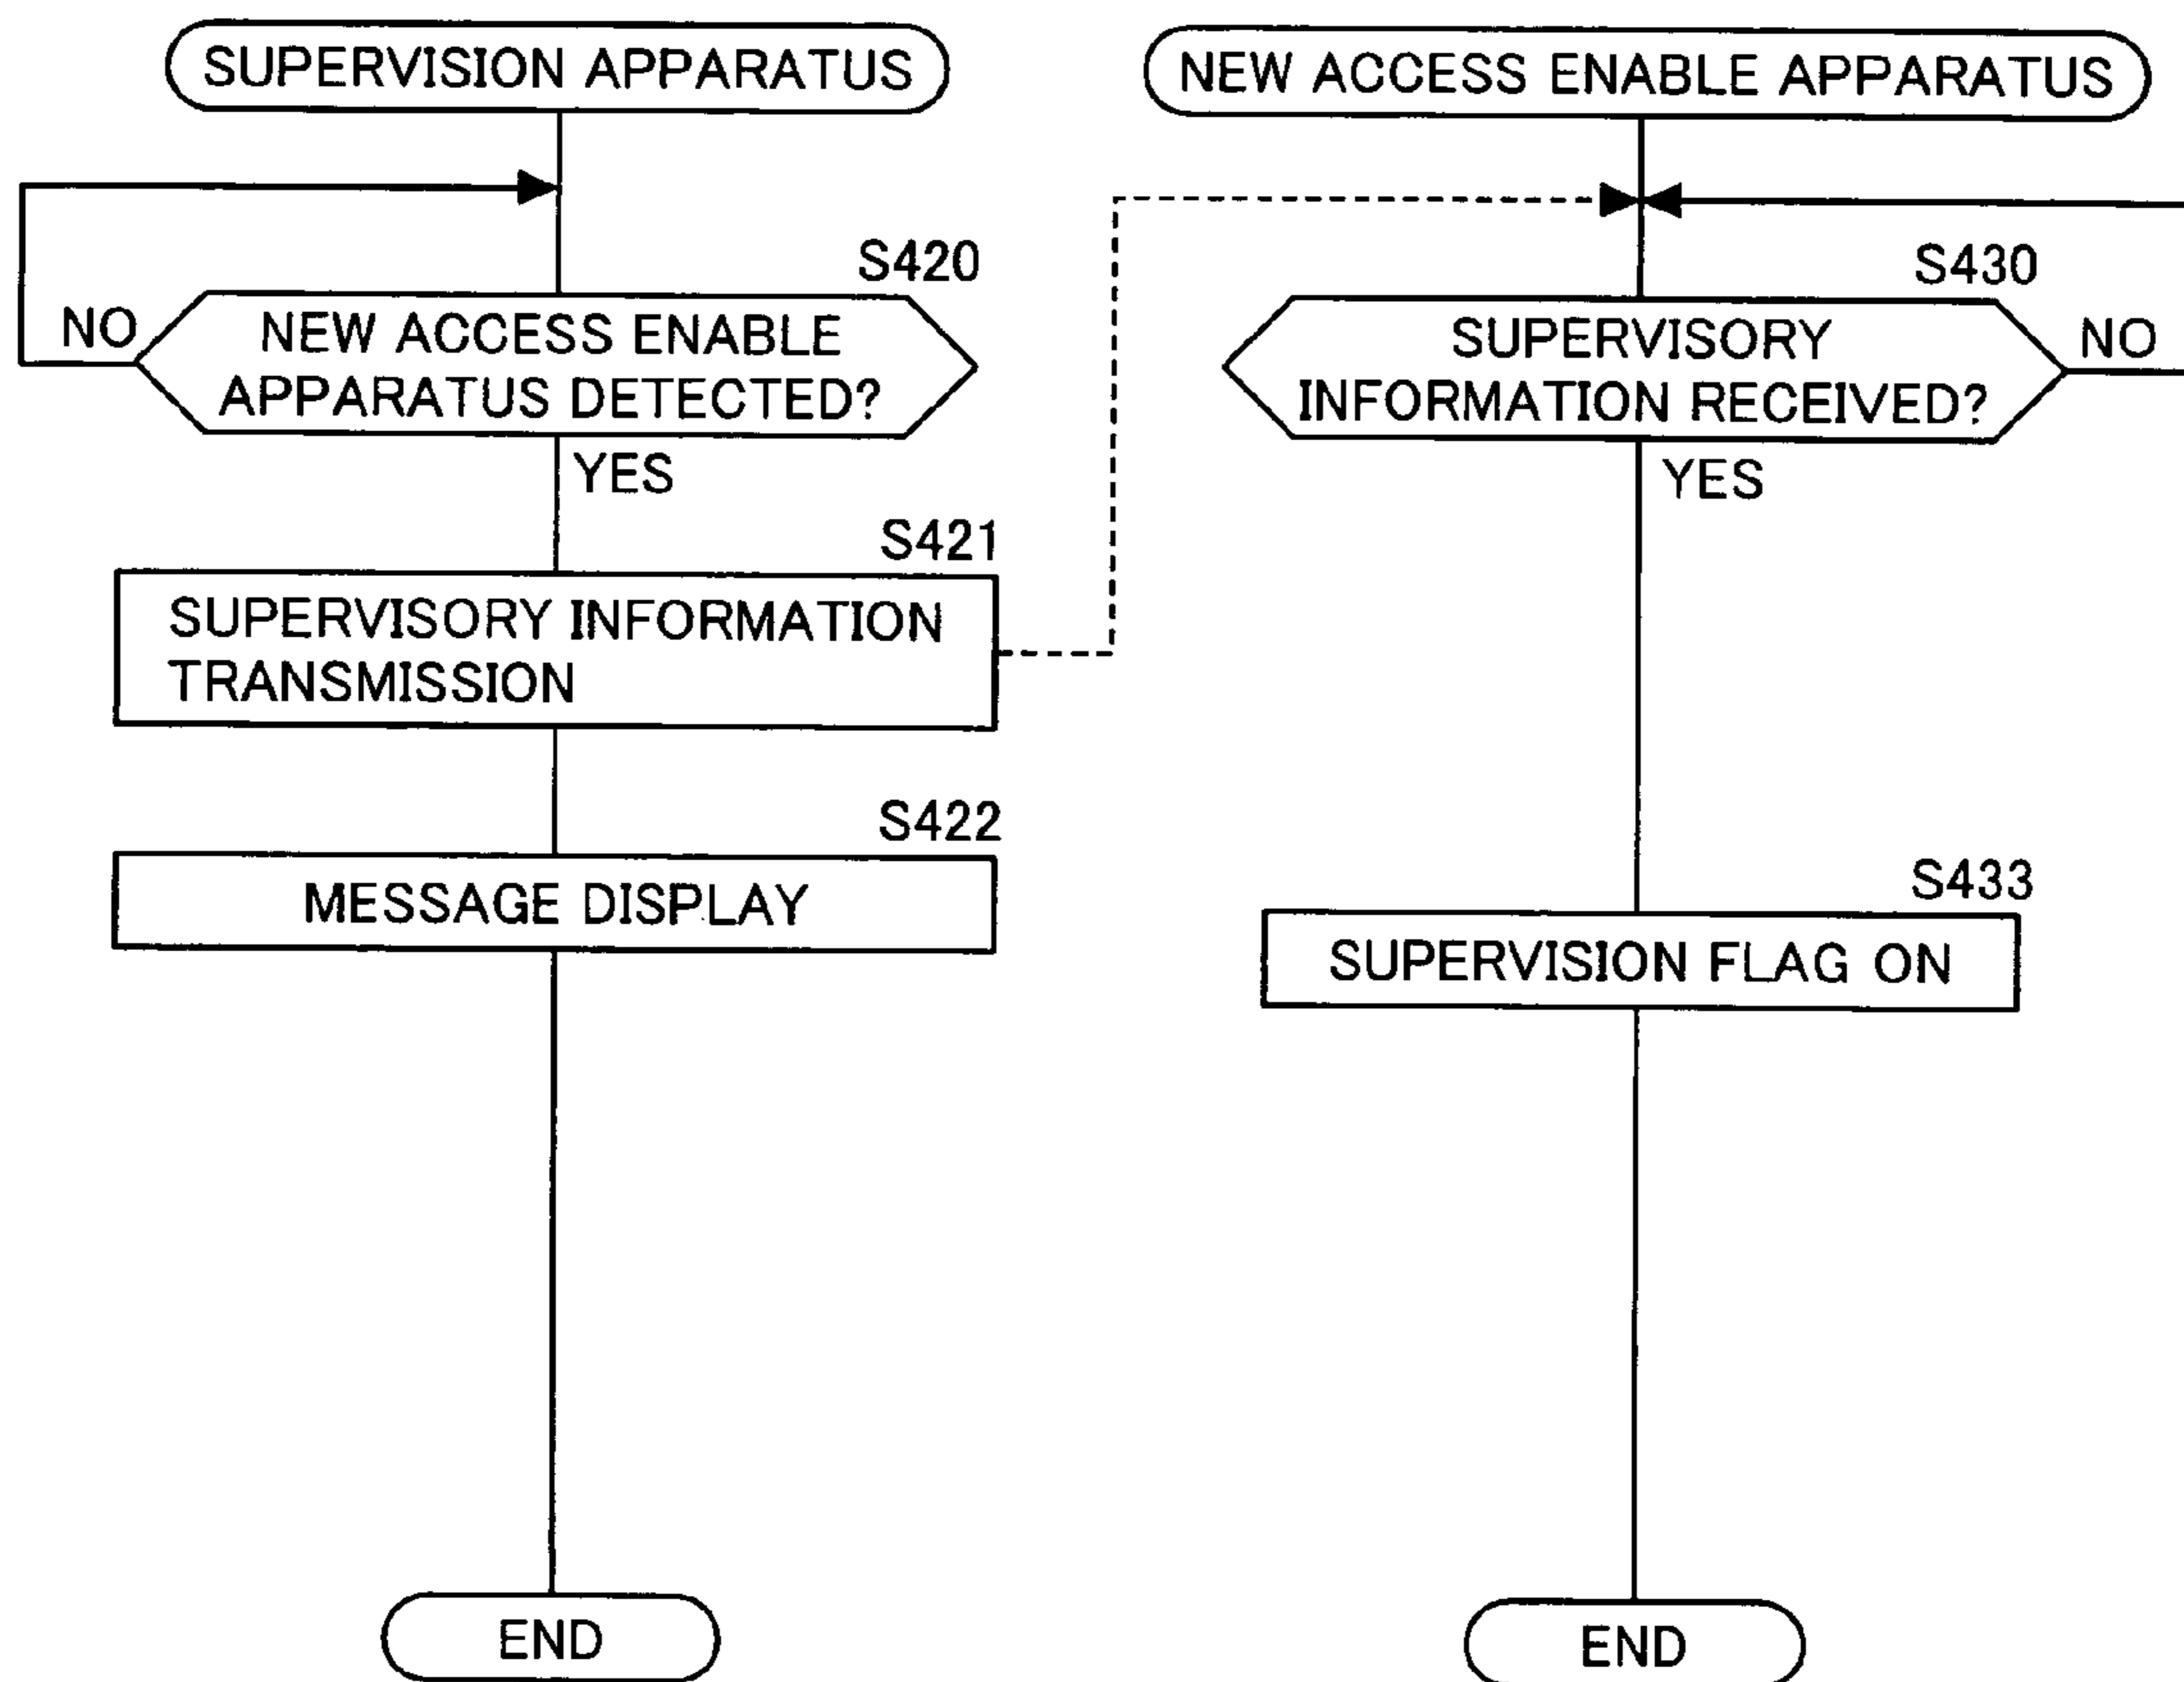 SUPERVISION APPARATUS
S420
NO
NEW ACCESS ENABLE
APPARATUS DETECTED?
YES
S421
SUPERVISORY INFORMATION
TRANSMISSION
S422
MESSAGE DISPLAY
END
NEW ACCESS ENABLE APPARATUS
S430
SUPERVISORY
INFORMATION RECEIVED?
NO
YES
S433
SUPERVISION FLAG ON
END